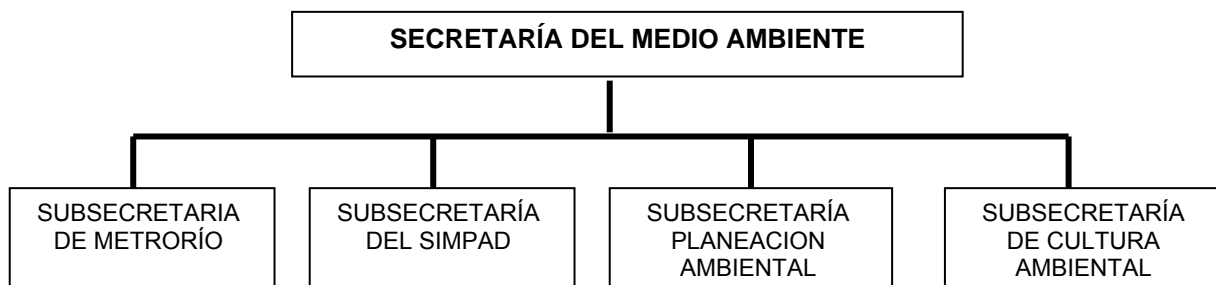 SECRETARÍA DEL MEDIO AMBIENTE
SUBSECRETARIA
DE METRORÍO
SUBSECRETARÍA
DEL SIMPAD
SUBSECRETARÍA
PLANEACION
AMBIENTAL
SUBSECRETARÍA
DE CULTURA
AMBIENTAL